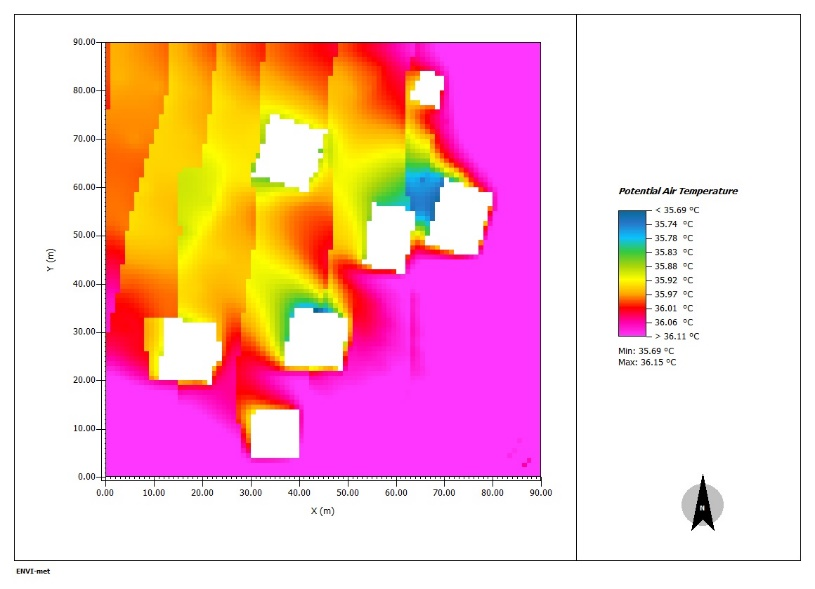 90.00
80.00
70.00
60.00
50.00
40.00
30.00
20.00
10.00
0.00
Y (m)
0.00 10.00 20.00 30.00 40.00 50.00 60.00 70.00 80.00 90.00
X (m)
Potential Air Temperature
< 35.69 °C
35.74 °C
35.78 °C
35.83 °C
35.88 °C
35.92 °C
35.97 °C
36.01 °C
36.06 °C
> 36.11 °C
Min: 35.69 °C
Max: 36.15 °C
N
ENVI-met